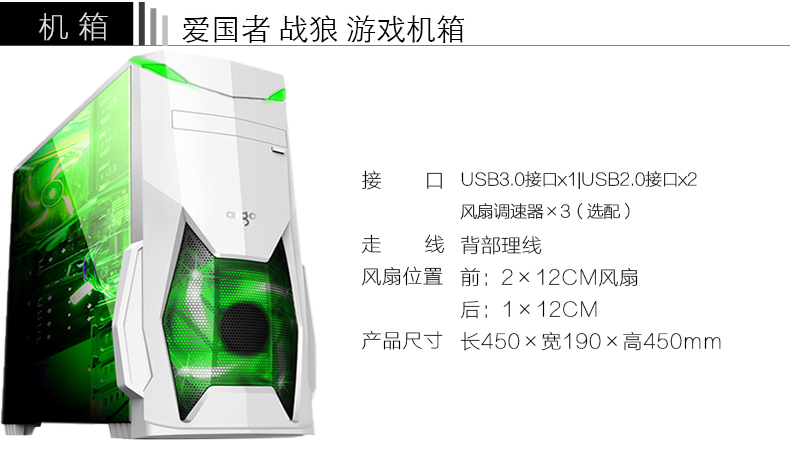 机 箱
爱国者 战狼 游戏机箱
aigo
接 口 USB3.0接口x1|USB2.0接口x2
风扇调速器×3（选配）
走 线 背部理线
风扇位置 前：2×12CM风扇
后：1×12CM
产品尺寸 长450×宽190×高450mm